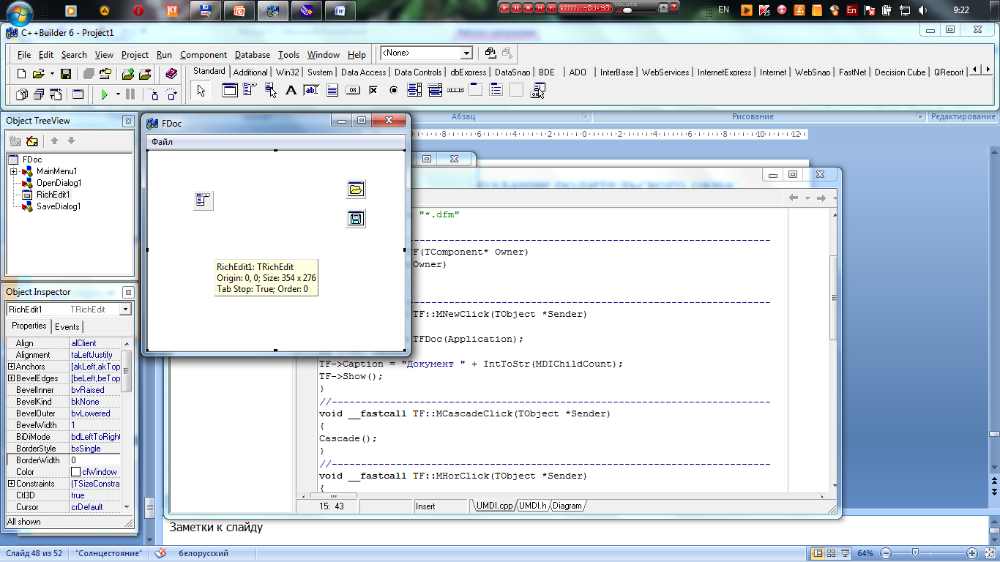 EN
En
9:22
C++Builder 6 - Project1
File Edit Search View Project Run Component Database Tools Window Help
<None>
Standard Additional Win32 System Data Access Data Controls dbExpress DataSnap BDE ADO InterBase WebServices InternetExpress Internet WebSnap FastNet Decision Cube QReport
Абзац
Рисование
Редактирование
Object TreeView
FDoc
MainMenu1
OpenDialog1
RichEdit1
SaveDialog1
FDoc
Файл
RichEdit1: TRichEdit
Origin: 0, 0; Size: 354 x 276
Tab Stop: True; Order: 0
Object Inspector
RichEdit1 TRichEdit
Properties Events
Align alClient
Alignment taLeftJustify
Anchors [akLeft,akTop
BevelEdges [beLeft,beTop
BevelInner bvRaised
BevelKind bkNone
BevelOuter bvLowered
BevelWidth 1
BiDiMode bdLeftToRight
BorderStyle bsSingle
BorderWidth 0
Color clWindow
Constraints (TSizeConstra
Ctl3D true
Cursor crDefault
All shown
"*.dfm"
TF(TComponent* Owner)
Owner)
TF::MNewClick(TObject *Sender)
TFDoc(Application);
TF->Caption = "Документ " + IntToStr(MDIChildCount);
TF->Show();
}
//---------------------------------------------------------------------------
void __fastcall TF::MCascadeClick(TObject *Sender)
{
Cascade();
}
//---------------------------------------------------------------------------
void __fastcall TF::MHorClick(TObject *Sender)
{
15: 43
Insert
UMDI.cpp UMDI.h Diagram
Заметки к слайду
Слайд 48 из 52 "Солнцестояние" белорусский
64%